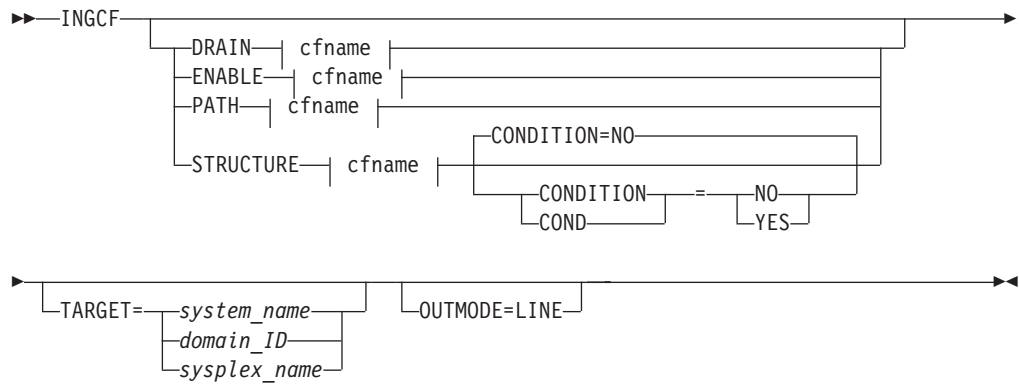 INGCF
DRAIN cfname
ENABLE cfname
PATH cfname
CONDITION=NO
STRUCTURE cfname
CONDITION = NO
COND YES
TARGET= system_name OUTMODE=LINE
domain_ID
sysplex_name